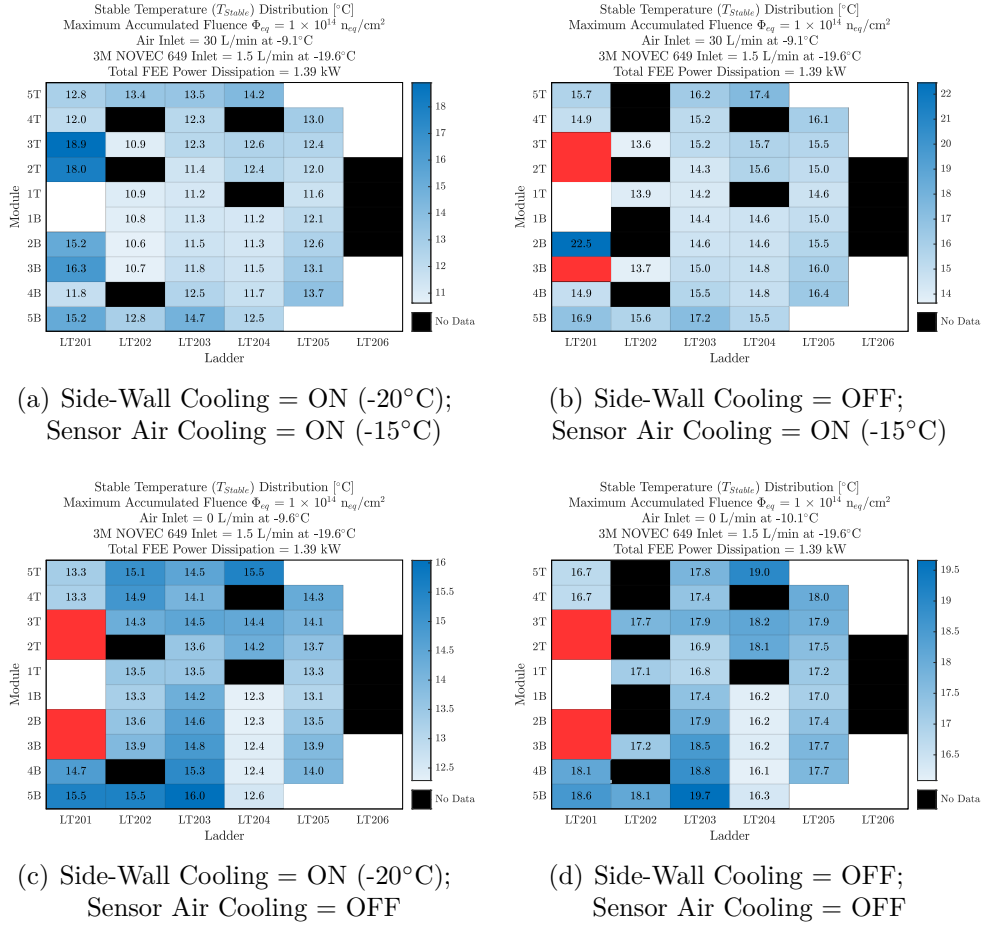 Stable Temperature (T_Stable) Distribution [°C]
Maximum Accumulated Fluence Φ_eq = 1 × 10^14 n_eq/cm^2
Air Inlet = 30 L/min at -9.1°C
3M NOVEC 649 Inlet = 1.5 L/min at -19.6°C
Total FEE Power Dissipation = 1.39 kW
5T 12.8 13.4 13.5 14.2
4T 12.0 12.3 13.0
3T 18.9 10.9 12.3 12.6 12.4
2T 18.0 11.4 12.4 12.0
1T 10.9 11.2 11.6
1B 10.8 11.3 11.2 12.1
2B 15.2 10.6 11.5 11.3 12.6
3B 16.3 10.7 11.8 11.5 13.1
4B 11.8 12.5 11.7 13.7
5B 15.2 12.8 14.7 12.5
LT201 LT202 LT203 LT204 LT205 LT206
Ladder
Module
18
17
16
15
14
13
12
11
No Data
(a) Side-Wall Cooling = ON (-20°C);
Sensor Air Cooling = ON (-15°C)
Stable Temperature (T_Stable) Distribution [°C]
Maximum Accumulated Fluence Φ_eq = 1 × 10^14 n_eq/cm^2
Air Inlet = 30 L/min at -9.1°C
3M NOVEC 649 Inlet = 1.5 L/min at -19.6°C
Total FEE Power Dissipation = 1.39 kW
5T 15.7 16.2 17.4
4T 14.9 15.2 16.1
3T 13.6 15.2 15.7 15.5
2T 14.3 15.6 15.0
1T 13.9 14.2 14.6
1B 14.4 14.6 15.0
2B 22.5 14.6 14.6 15.5
3B 13.7 15.0 14.8 16.0
4B 14.9 15.5 14.8 16.4
5B 16.9 15.6 17.2 15.5
LT201 LT202 LT203 LT204 LT205 LT206
Ladder
Module
22
21
20
19
18
17
16
15
14
No Data
(b) Side-Wall Cooling = OFF;
Sensor Air Cooling = ON (-15°C)
Stable Temperature (T_Stable) Distribution [°C]
Maximum Accumulated Fluence Φ_eq = 1 × 10^14 n_eq/cm^2
Air Inlet = 0 L/min at -9.6°C
3M NOVEC 649 Inlet = 1.5 L/min at -19.6°C
Total FEE Power Dissipation = 1.39 kW
5T 13.3 15.1 14.5 15.5
4T 13.3 14.9 14.1 14.3
3T 14.3 14.5 14.4 14.1
2T 13.6 14.2 13.7
1T 13.5 13.5 13.3
1B 13.3 14.2 12.3 13.1
2B 13.6 14.6 12.3 13.5
3B 13.9 14.8 12.4 13.9
4B 14.7 15.3 12.4 14.0
5B 15.5 15.5 16.0 12.6
LT201 LT202 LT203 LT204 LT205 LT206
Ladder
Module
16
15.5
15
14.5
14
13.5
13
12.5
No Data
(c) Side-Wall Cooling = ON (-20°C);
Sensor Air Cooling = OFF
Stable Temperature (T_Stable) Distribution [°C]
Maximum Accumulated Fluence Φ_eq = 1 × 10^14 n_eq/cm^2
Air Inlet = 0 L/min at -10.1°C
3M NOVEC 649 Inlet = 1.5 L/min at -19.6°C
Total FEE Power Dissipation = 1.39 kW
5T 16.7 17.8 19.0
4T 16.7 17.4 18.0
3T 17.7 17.9 18.2 17.9
2T 16.9 18.1 17.5
1T 17.1 16.8 17.2
1B 17.4 16.2 17.0
2B 17.9 16.2 17.4
3B 17.2 18.5 16.2 17.7
4B 18.1 18.8 16.1 17.7
5B 18.6 18.1 19.7 16.3
LT201 LT202 LT203 LT204 LT205 LT206
Ladder
Module
19.5
19
18.5
18
17.5
17
16.5
No Data
(d) Side-Wall Cooling = OFF;
Sensor Air Cooling = OFF